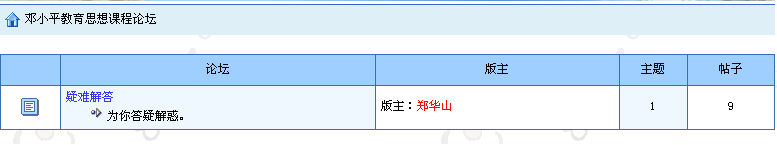 邓小平教育思想课程论坛
论坛 版主 主题 帖子
疑难解答
为你答疑解惑。
版主：郑华山 1 9